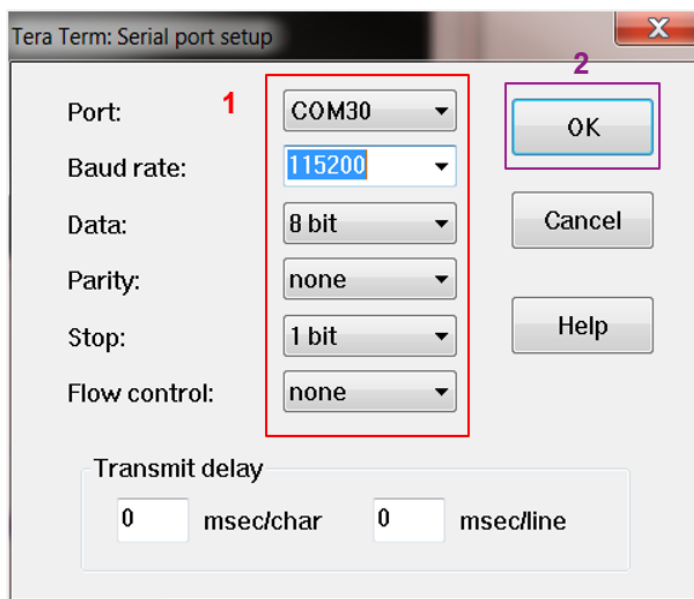 Tera Term: Serial port setup
1
2
Port: COM30
OK
Baud rate: 115200
Data: 8 bit
Cancel
Parity: none
Stop: 1 bit
Help
Flow control: none
Transmit delay
0 msec/char 0 msec/line